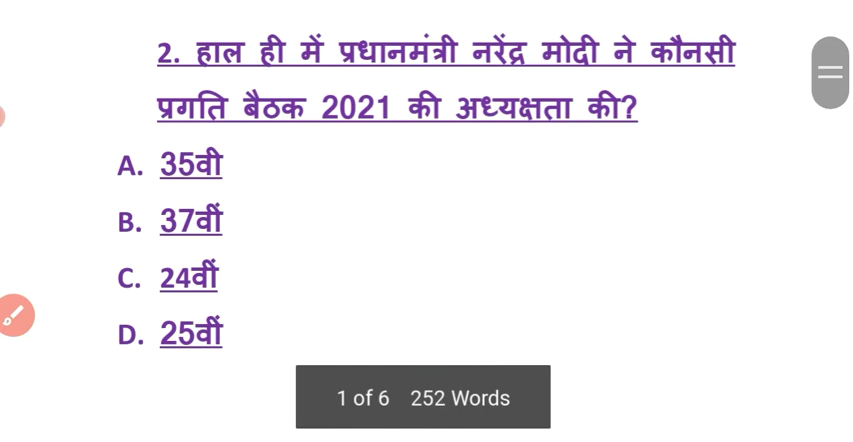 2. हाल ही में प्रधानमंत्री नरेंद्र मोदी ने कौनसी
प्रगति बैठक 2021 की अध्यक्षता की?
A. 35वी
B. 37वीं
C. 24वीं
D. 25वीं
1 of 6 252 Words